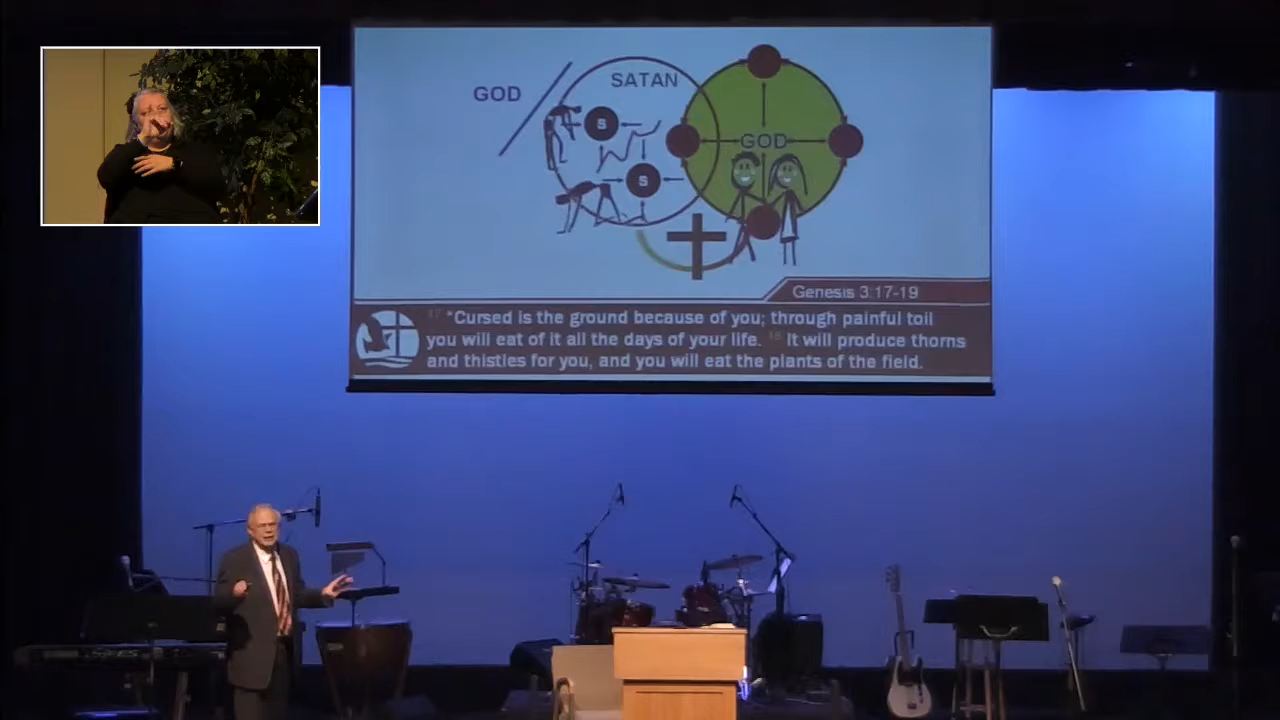 GOD
SATAN
S
GOD
S
Genesis 3:17-19
17 "Cursed is the ground because of you; through painful toil
you will eat of it all the days of your life. 18 It will produce thorns
and thistles for you, and you will eat the plants of the field.